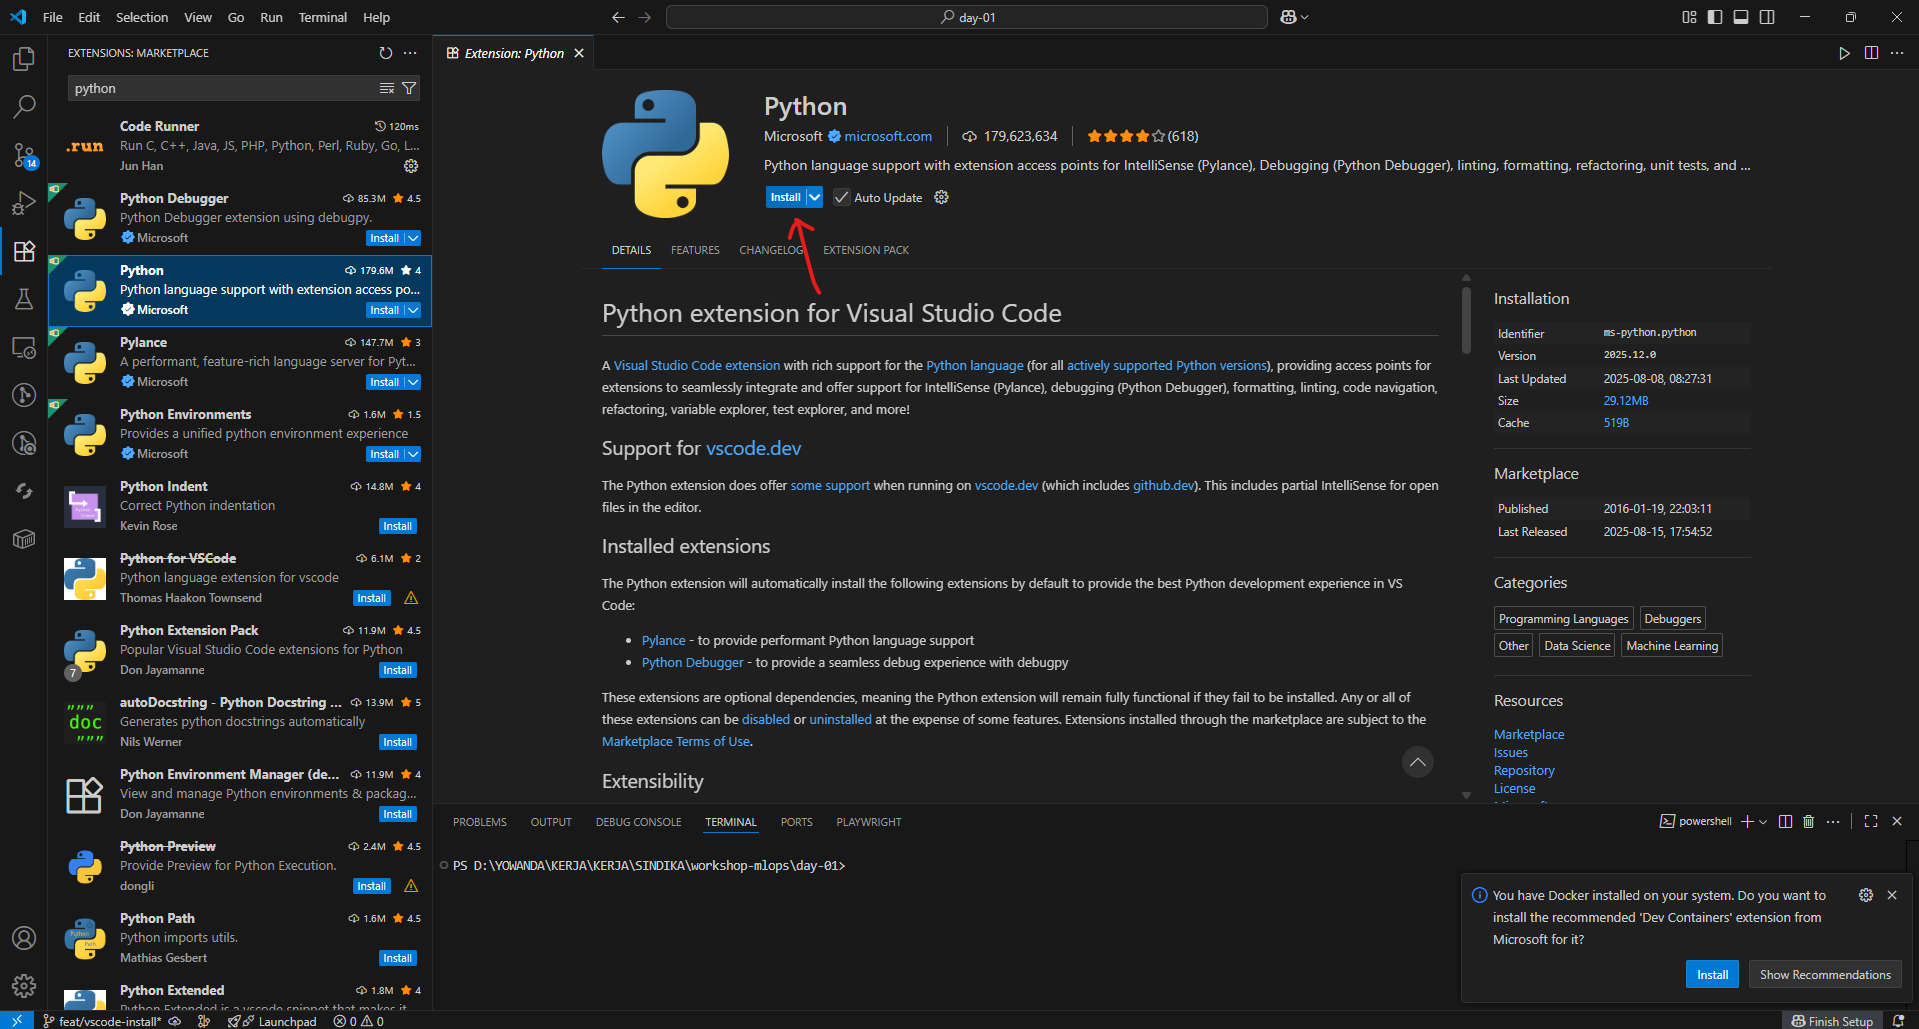 File Edit Selection View Go Run Terminal Help
day-01
EXTENSIONS: MARKETPLACE
python
Code Runner 120ms
Run C, C++, Java, JS, PHP, Python, Perl, Ruby, Go, L...
Jun Han
14
Python Debugger 85.3M 4.5
Python Debugger extension using debugpy.
Microsoft Install
Python 179.6M 4
Python language support with extension access po...
Microsoft Install
Pylance 147.7M 3
A performant, feature-rich language server for Pyt...
Microsoft Install
Python Environments 1.6M 1.5
Provides a unified python environment experience
Microsoft Install
Python Indent 14.8M 4
Correct Python indentation
Kevin Rose Install
Python for VSCode 6.1M 2
Python language extension for vscode
Thomas Haakon Townsend Install
Python Extension Pack 11.9M 4.5
Popular Visual Studio Code extensions for Python
7
Don Jayamanne Install
autoDocstring - Python Docstring ... 13.9M 5
Generates python docstrings automatically
Nils Werner Install
Python Environment Manager (de... 11.9M 4
View and manage Python environments & packag...
Don Jayamanne Install
Python Preview 2.4M 4.5
Provide Preview for Python Execution.
dongli Install
Python Path 1.6M 4.5
Python imports utils.
Mathias Gesbert Install
Python Extended 1.8M 4
Python Extended is a vscode snippet that makes it
.run
"""
doc
"""
Extension: Python
Python
Microsoft microsoft.com 179,623,634 (618)
Python language support with extension access points for IntelliSense (Pylance), Debugging (Python Debugger), linting, formatting, refactoring, unit tests, and ...
Install Auto Update
DETAILS FEATURES CHANGELOG EXTENSION PACK
Python extension for Visual Studio Code
A Visual Studio Code extension with rich support for the Python language (for all actively supported Python versions), providing access points for
extensions to seamlessly integrate and offer support for IntelliSense (Pylance), debugging (Python Debugger), formatting, linting, code navigation,
refactoring, variable explorer, test explorer, and more!
Support for vscode.dev
The Python extension does offer some support when running on vscode.dev (which includes github.dev). This includes partial IntelliSense for open
files in the editor.
Installed extensions
The Python extension will automatically install the following extensions by default to provide the best Python development experience in VS
Code:
• Pylance - to provide performant Python language support
• Python Debugger - to provide a seamless debug experience with debugpy
These extensions are optional dependencies, meaning the Python extension will remain fully functional if they fail to be installed. Any or all of
these extensions can be disabled or uninstalled at the expense of some features. Extensions installed through the marketplace are subject to the
Marketplace Terms of Use.
Extensibility
Installation
Identifier ms-python.python
Version 2025.12.0
Last Updated 2025-08-08, 08:27:31
Size 29.12MB
Cache 519B
Marketplace
Published 2016-01-19, 22:03:11
Last Released 2025-08-15, 17:54:52
Categories
Programming Languages Debuggers
Other Data Science Machine Learning
Resources
Marketplace
Issues
Repository
License
PROBLEMS OUTPUT DEBUG CONSOLE TERMINAL PORTS PLAYWRIGHT powershell
PS D:\YOWANDA\KERJA\KERJA\SINDIKA\workshop-mlops\day-01>
You have Docker installed on your system. Do you want to
install the recommended 'Dev Containers' extension from
Microsoft for it?
Install Show Recommendations
feat/vscode-install* Launchpad 0 0 Finish Setup